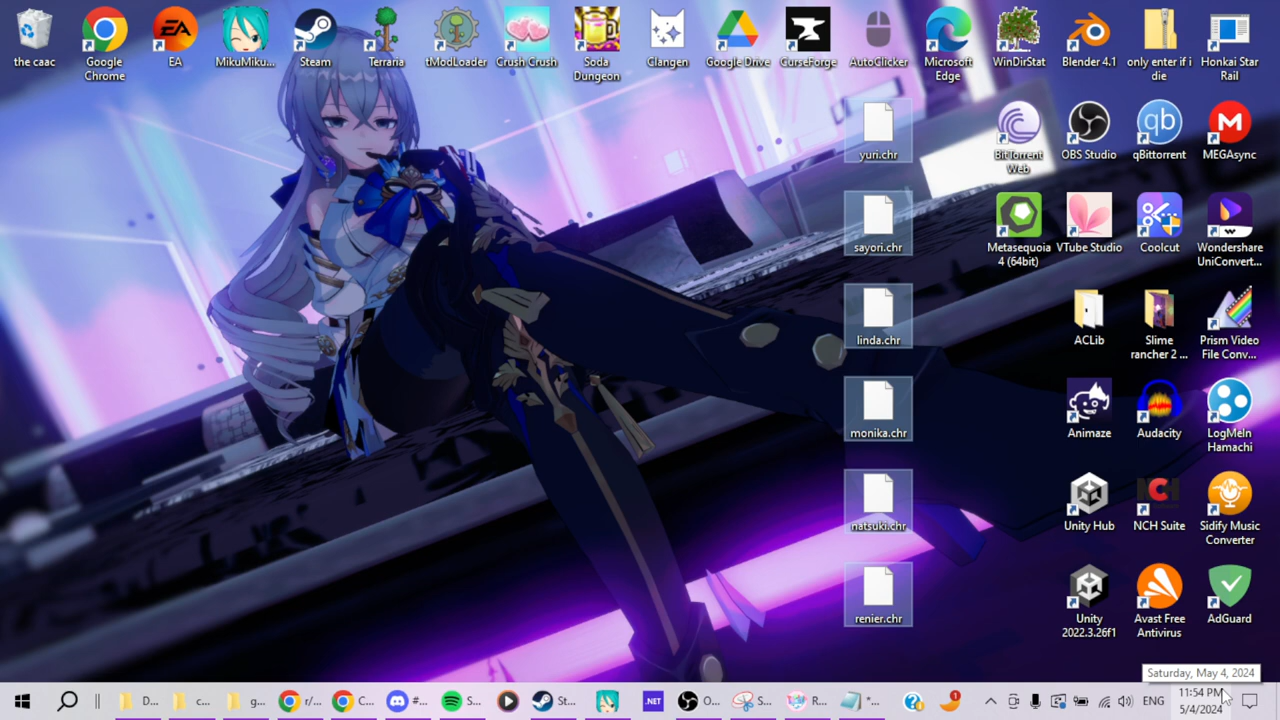 the caac
Google Chrome
EA
MikuMiku...
Steam
Terraria
tModLoader
Crush Crush
Soda Dungeon
Clangen
Google Drive
CurseForge
AutoClicker
Microsoft Edge
WinDirStat
Blender 4.1
only enter if i die
Honkai Star Rail
yuri.chr
BitTorrent Web
OBS Studio
qBittorrent
MEGAsync
sayori.chr
Metasequoia 4 (64bit)
VTube Studio
Coolcut
Wondershare UniConvert...
linda.chr
ACLib
Slime rancher 2 ...
Prism Video File Conv...
monika.chr
Animaze
Audacity
LogMeIn Hamachi
natsuki.chr
Unity Hub
NCH Suite
Sidify Music Converter
renier.chr
Unity 2022.3.26f1
Avast Free Antivirus
AdGuard
Saturday, May 4, 2024
D...
c...
g...
r/...
C...
#...
S...
St...
.NET
O...
S...
R...
*...
1
ENG
11:54 PM
5/4/2024